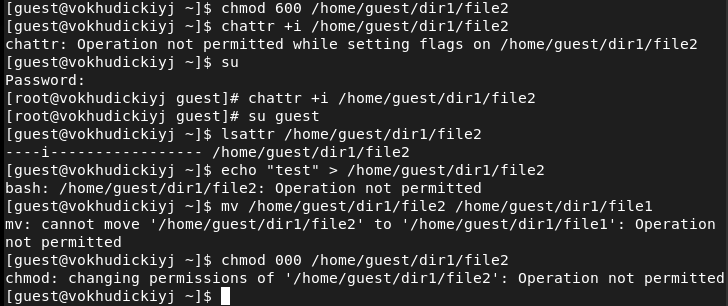 [guest@vokhudickiyj ~]$ chmod 600 /home/guest/dir1/file2
[guest@vokhudickiyj ~]$ chattr +i /home/guest/dir1/file2
chattr: Operation not permitted while setting flags on /home/guest/dir1/file2
[guest@vokhudickiyj ~]$ su
Password:
[root@vokhudickiyj guest]# chattr +i /home/guest/dir1/file2
[root@vokhudickiyj guest]# su guest
[guest@vokhudickiyj ~]$ lsattr /home/guest/dir1/file2
----i----------------- /home/guest/dir1/file2
[guest@vokhudickiyj ~]$ echo "test" > /home/guest/dir1/file2
bash: /home/guest/dir1/file2: Operation not permitted
[guest@vokhudickiyj ~]$ mv /home/guest/dir1/file2 /home/guest/dir1/file1
mv: cannot move '/home/guest/dir1/file2' to '/home/guest/dir1/file1': Operation
not permitted
[guest@vokhudickiyj ~]$ chmod 000 /home/guest/dir1/file2
chmod: changing permissions of '/home/guest/dir1/file2': Operation not permitted
[guest@vokhudickiyj ~]$